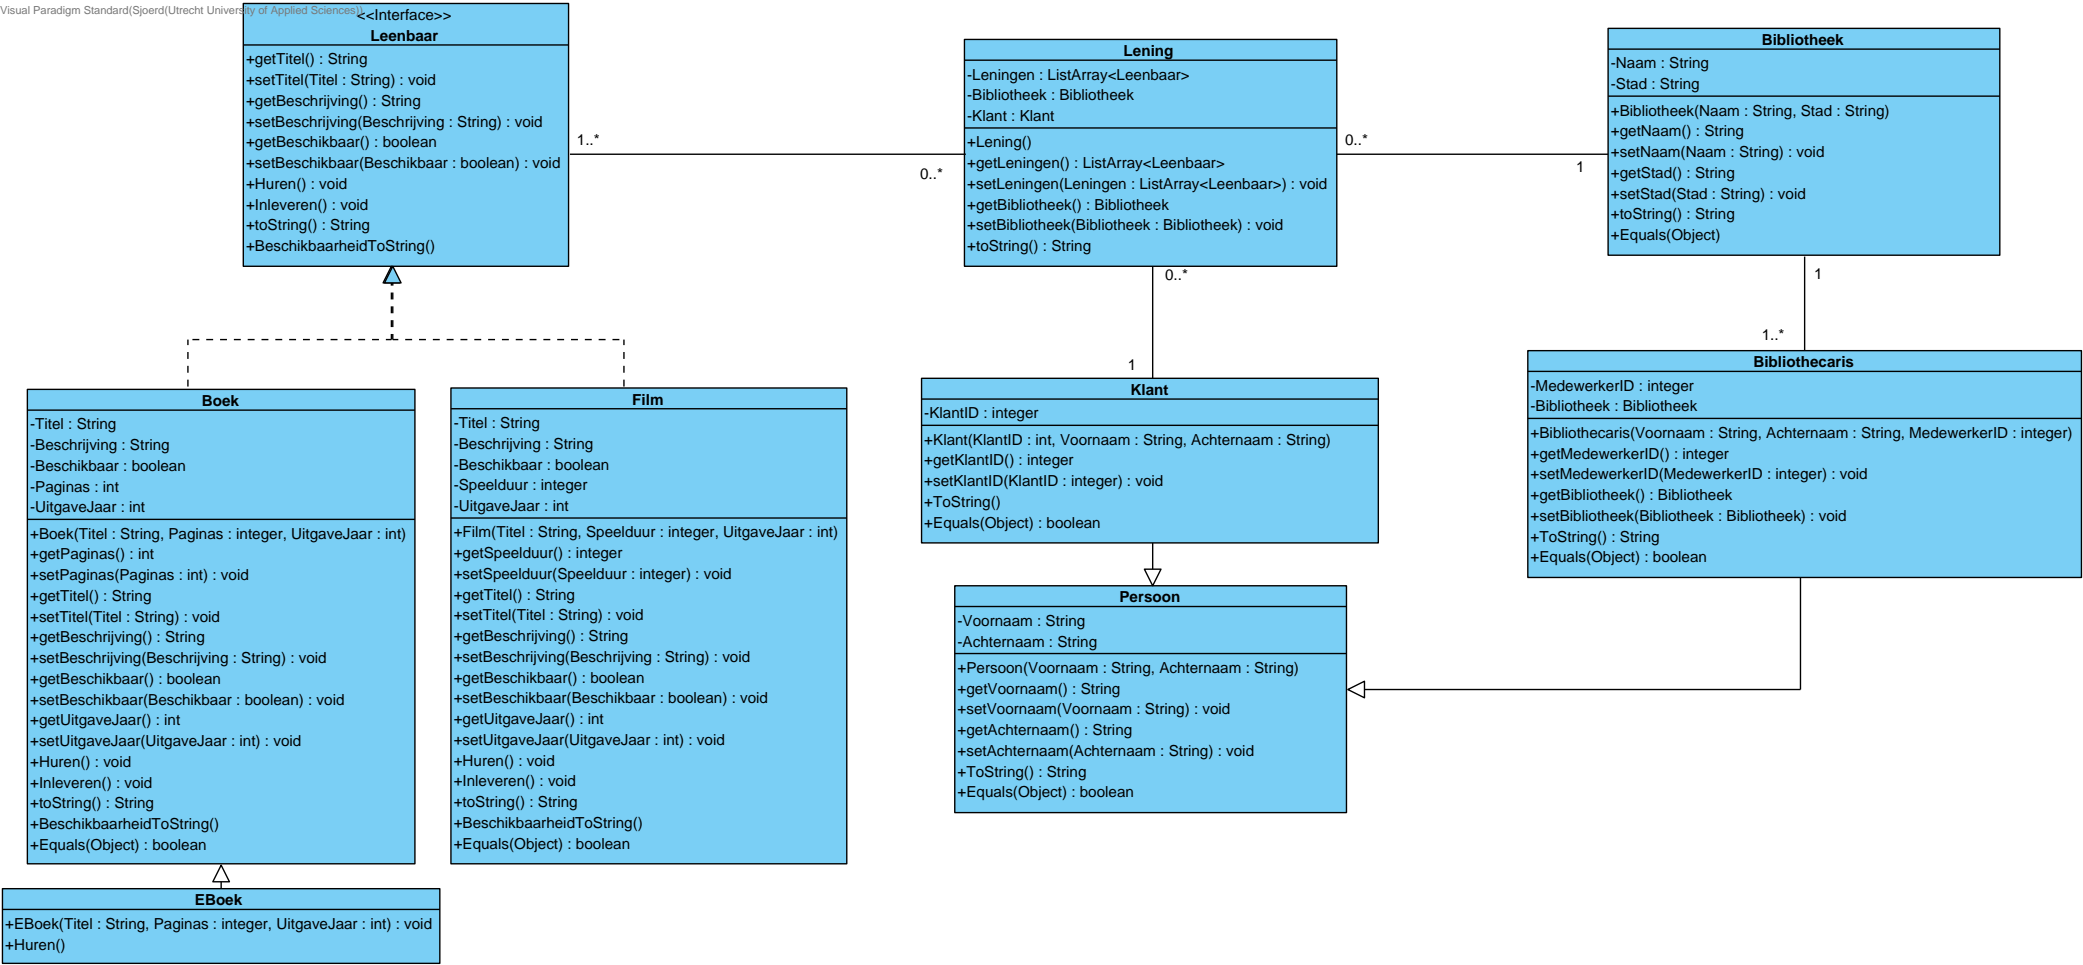 Visual Paradigm Standard(Sjoerd(Utrecht University of Applied Sciences))
<<Interface>>
Leenbaar
+getTitel() : String
+setTitel(Titel : String) : void
+getBeschrijving() : String
+setBeschrijving(Beschrijving : String) : void
+getBeschikbaar() : boolean
+setBeschikbaar(Beschikbaar : boolean) : void
+Huren() : void
+Inleveren() : void
+toString() : String
+BeschikbaarheidToString()
1..*
0..*
Lening
-Leningen : ListArray<Leenbaar>
-Bibliotheek : Bibliotheek
-Klant : Klant
+Lening()
+getLeningen() : ListArray<Leenbaar>
+setLeningen(Leningen : ListArray<Leenbaar>) : void
+getBibliotheek() : Bibliotheek
+setBibliotheek(Bibliotheek : Bibliotheek) : void
+toString() : String
0..*
1
Bibliotheek
-Naam : String
-Stad : String
+Bibliotheek(Naam : String, Stad : String)
+getNaam() : String
+setNaam(Naam : String) : void
+getStad() : String
+setStad(Stad : String) : void
+toString() : String
+Equals(Object)
0..*
1
1
1..*
Boek
-Titel : String
-Beschrijving : String
-Beschikbaar : boolean
-Paginas : int
-UitgaveJaar : int
+Boek(Titel : String, Paginas : integer, UitgaveJaar : int)
+getPaginas() : int
+setPaginas(Paginas : int) : void
+getTitel() : String
+setTitel(Titel : String) : void
+getBeschrijving() : String
+setBeschrijving(Beschrijving : String) : void
+getBeschikbaar() : boolean
+setBeschikbaar(Beschikbaar : boolean) : void
+getUitgaveJaar() : int
+setUitgaveJaar(UitgaveJaar : int) : void
+Huren() : void
+Inleveren() : void
+toString() : String
+BeschikbaarheidToString()
+Equals(Object) : boolean
Film
-Titel : String
-Beschrijving : String
-Beschikbaar : boolean
-Speelduur : integer
-UitgaveJaar : int
+Film(Titel : String, Speelduur : integer, UitgaveJaar : int)
+getSpeelduur() : integer
+setSpeelduur(Speelduur : integer) : void
+getTitel() : String
+setTitel(Titel : String) : void
+getBeschrijving() : String
+setBeschrijving(Beschrijving : String) : void
+getBeschikbaar() : boolean
+setBeschikbaar(Beschikbaar : boolean) : void
+getUitgaveJaar() : int
+setUitgaveJaar(UitgaveJaar : int) : void
+Huren() : void
+Inleveren() : void
+toString() : String
+BeschikbaarheidToString()
+Equals(Object) : boolean
Klant
-KlantID : integer
+Klant(KlantID : int, Voornaam : String, Achternaam : String)
+getKlantID() : integer
+setKlantID(KlantID : integer) : void
+ToString()
+Equals(Object) : boolean
Bibliothecaris
-MedewerkerID : integer
-Bibliotheek : Bibliotheek
+Bibliothecaris(Voornaam : String, Achternaam : String, MedewerkerID : integer)
+getMedewerkerID() : integer
+setMedewerkerID(MedewerkerID : integer) : void
+getBibliotheek() : Bibliotheek
+setBibliotheek(Bibliotheek : Bibliotheek) : void
+ToString() : String
+Equals(Object) : boolean
Persoon
-Voornaam : String
-Achternaam : String
+Persoon(Voornaam : String, Achternaam : String)
+getVoornaam() : String
+setVoornaam(Voornaam : String) : void
+getAchternaam() : String
+setAchternaam(Achternaam : String) : void
+ToString() : String
+Equals(Object) : boolean
EBoek
+EBoek(Titel : String, Paginas : integer, UitgaveJaar : int) : void
+Huren()